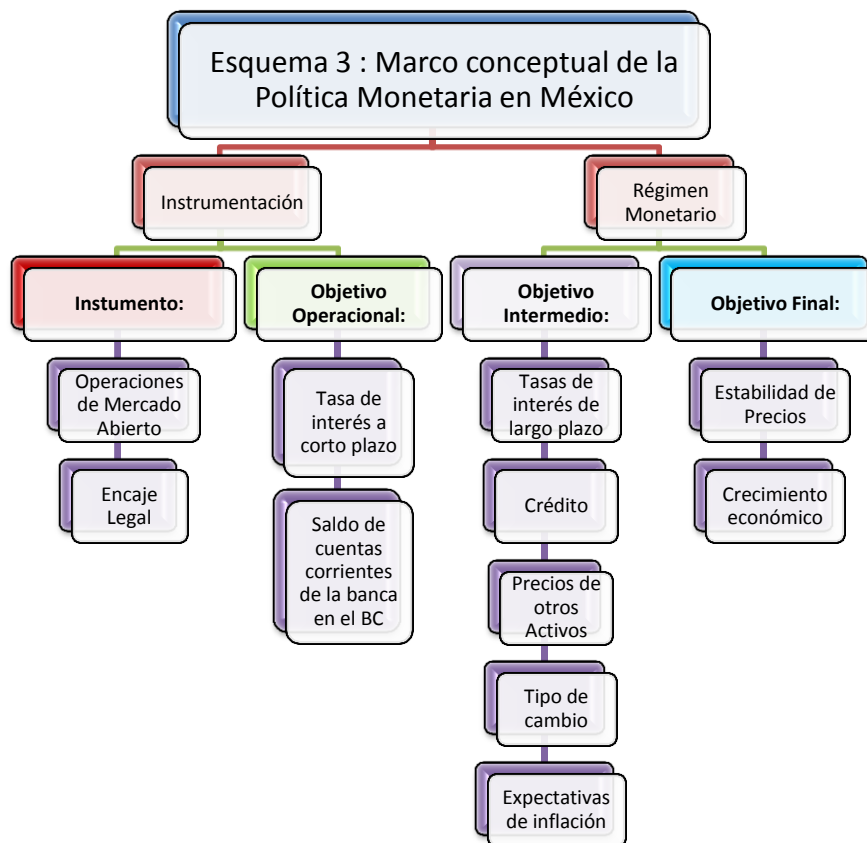 Esquema 3 : Marco conceptual de la
Política Monetaria en México
Instrumentación
Régimen
Monetario
Instumento:
Objetivo
Operacional:
Objetivo
Intermedio:
Objetivo Final:
Operaciones
de Mercado
Abierto
Encaje
Legal
Tasa de
interés a
corto plazo
Saldo de
cuentas
corrientes
de la banca
en el BC
Tasas de
interés de
largo plazo
Crédito
Precios de
otros
Activos
Tipo de
cambio
Expectativas
de inflación
Estabilidad de
Precios
Crecimiento
económico